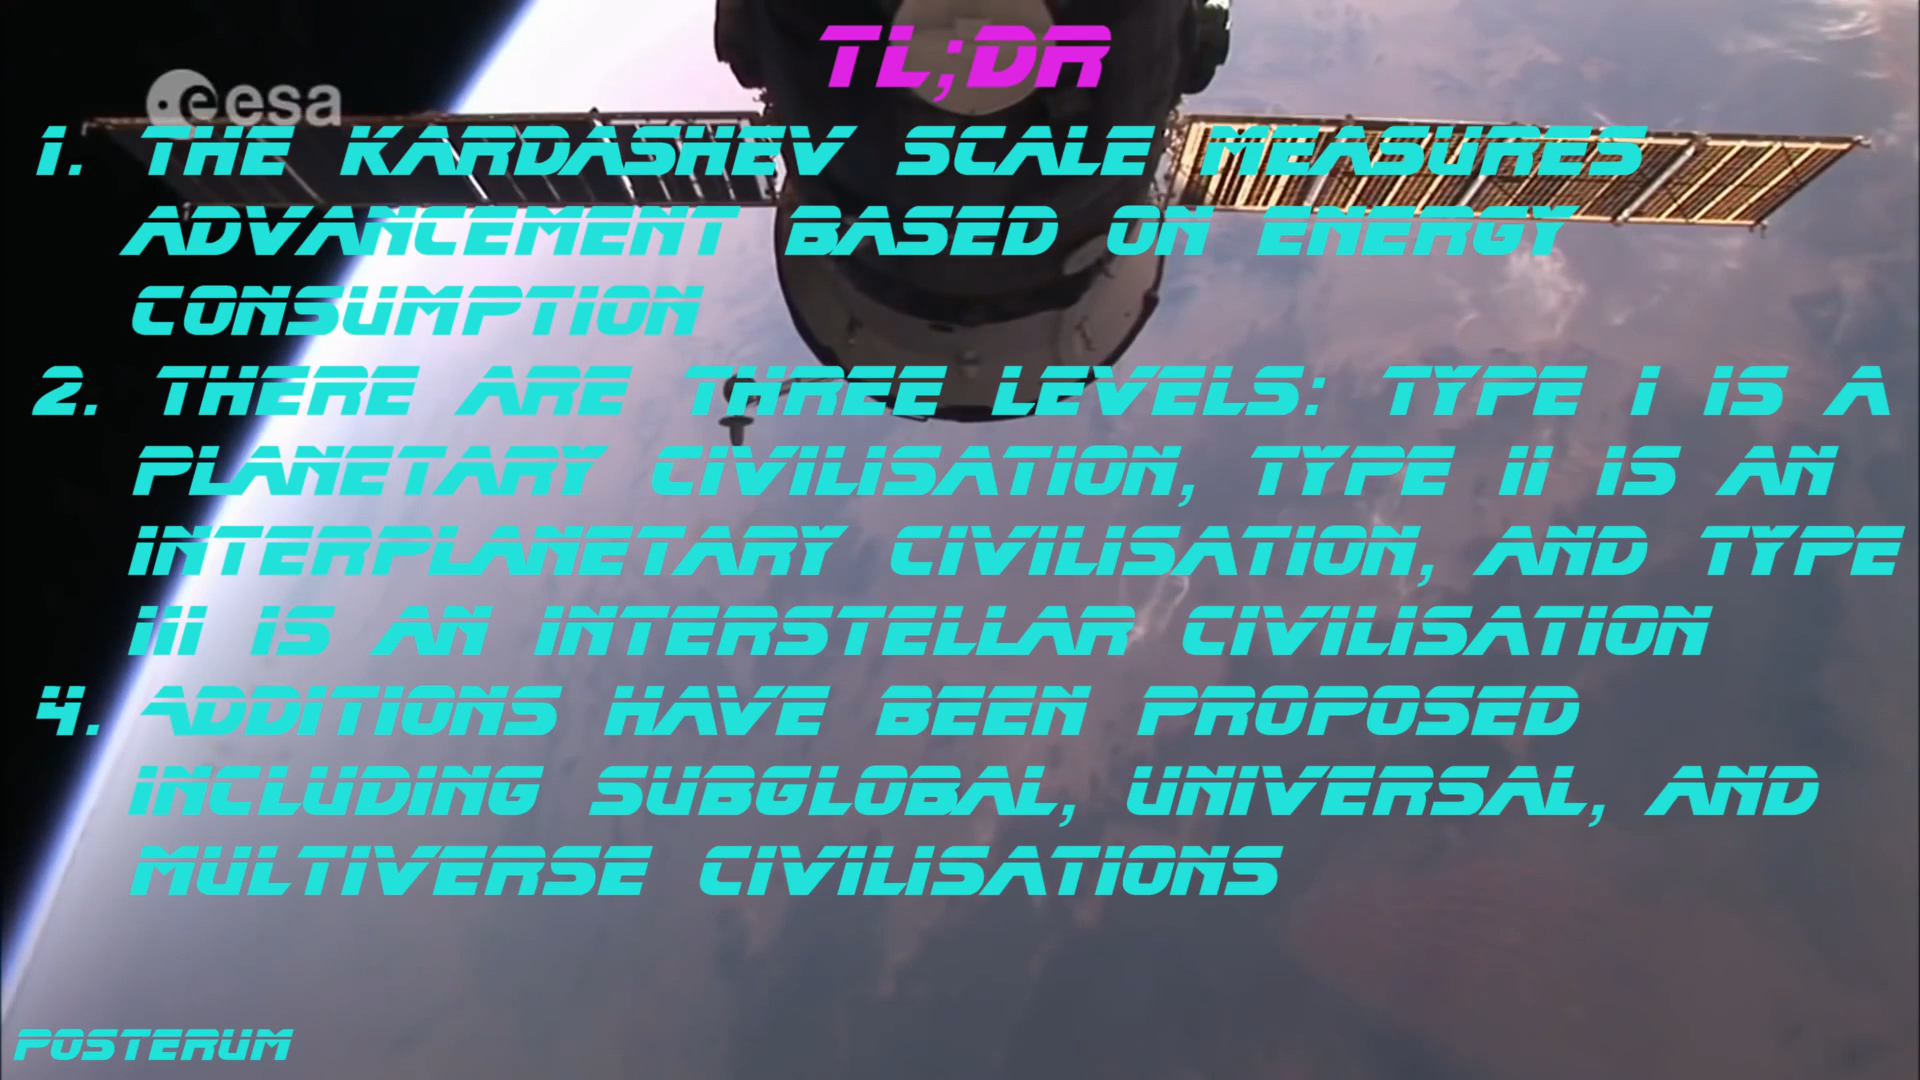 TL;DR
esa
1. THE KARDASHEV SCALE MEASURES
ADVANCEMENT BASED ON ENERGY
CONSUMPTION
2. THERE ARE THREE LEVELS: TYPE I IS A
PLANETARY CIVILISATION, TYPE II IS AN
INTERPLANETARY CIVILISATION, AND TYPE
III IS AN INTERSTELLAR CIVILISATION
4. ADDITIONS HAVE BEEN PROPOSED
INCLUDING SUBGLOBAL, UNIVERSAL, AND
MULTIVERSE CIVILISATIONS
POSTERUM